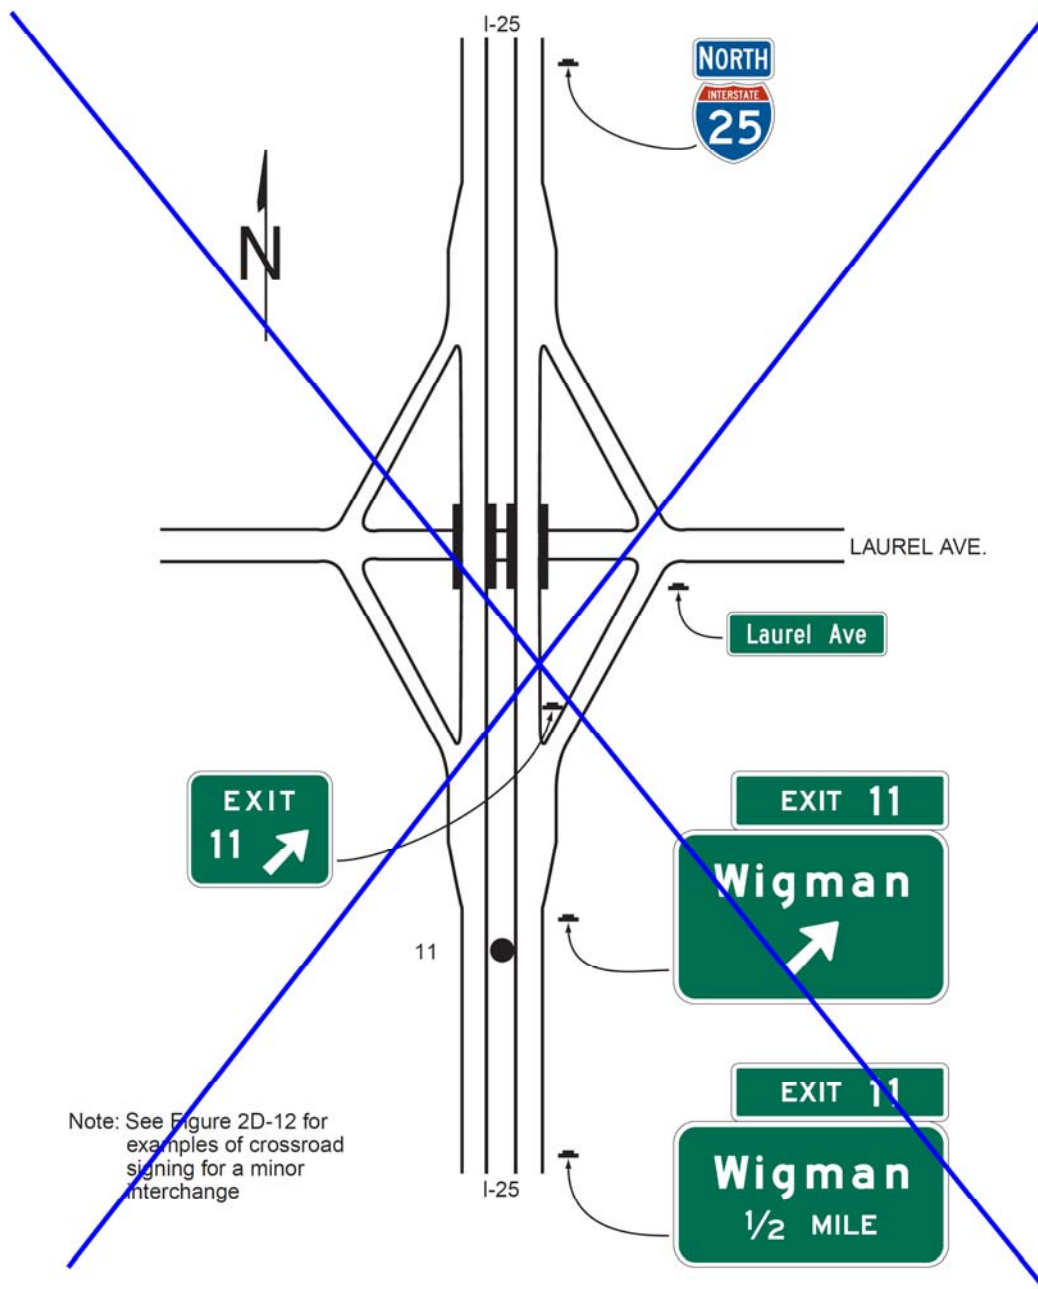 I-25
NORTH
INTERSTATE
25
N
LAUREL AVE.
Laurel Ave
EXIT
11
EXIT 11
Wigman
11
EXIT 11
Wigman
1/2 MILE
Note: See Figure 2D-12 for
examples of crossroad
signing for a minor
interchange
I-25